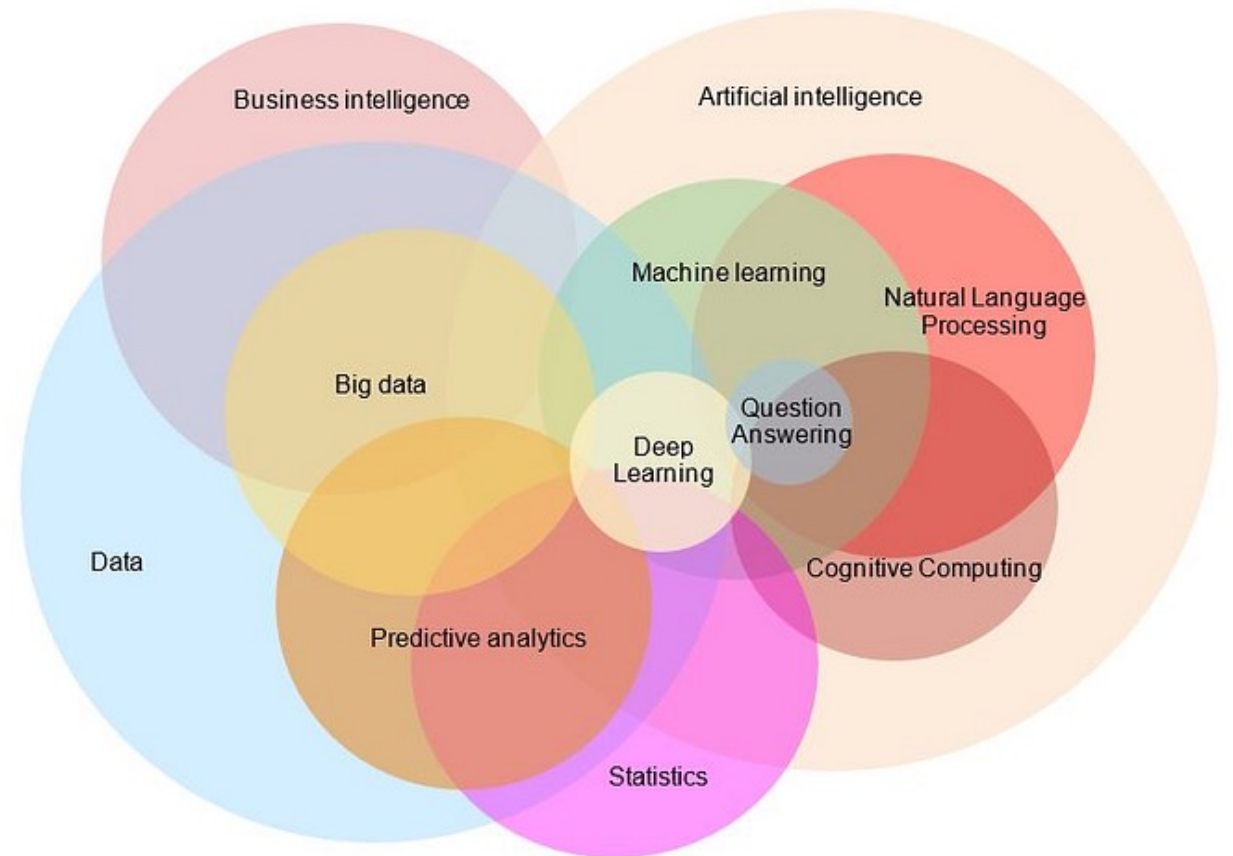 Business intelligence
Artificial intelligence
Machine learning
Natural Language
Processing
Big data
Question
Answering
Deep
Learning
Data
Cognitive Computing
Predictive analytics
Statistics